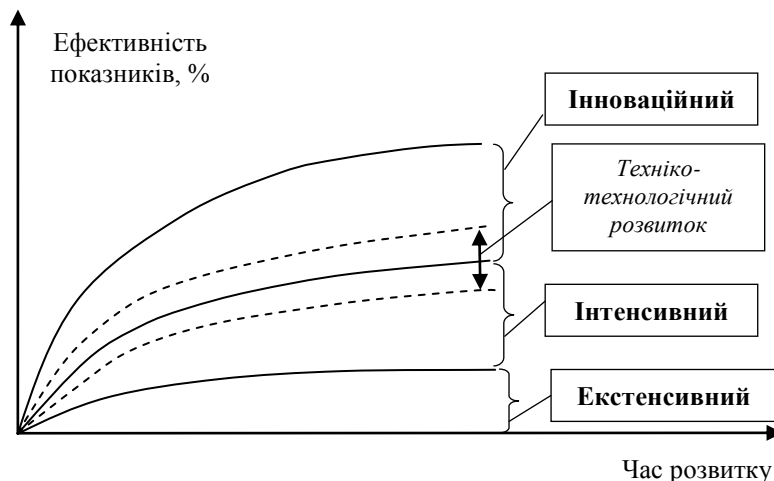 Ефективність
показників, %
Інноваційний
Техніко-
технологічний
розвиток
Інтенсивний
Екстенсивний
Час розвитку